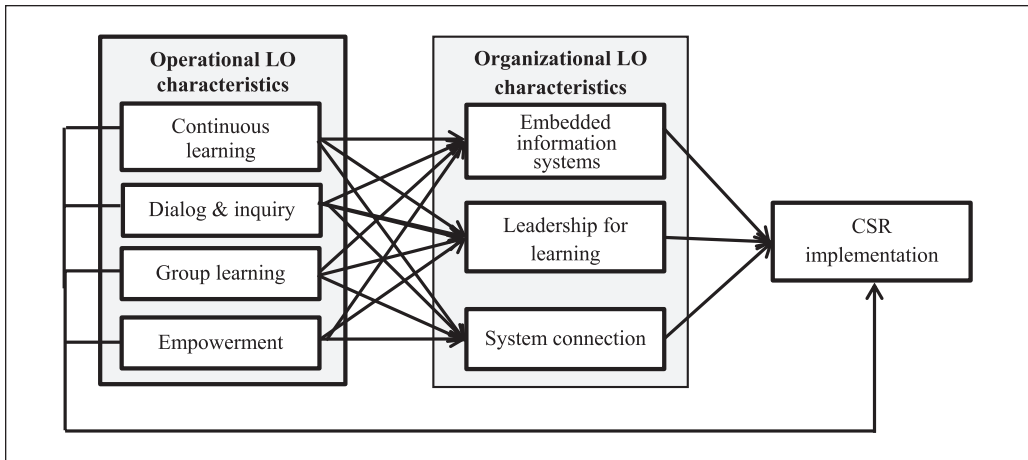 Operational LO
characteristics
Continuous
learning
Dialog & inquiry
Group learning
Empowerment
Organizational LO
characteristics
Embedded
information
systems
Leadership for
learning
System connection
CSR
implementation